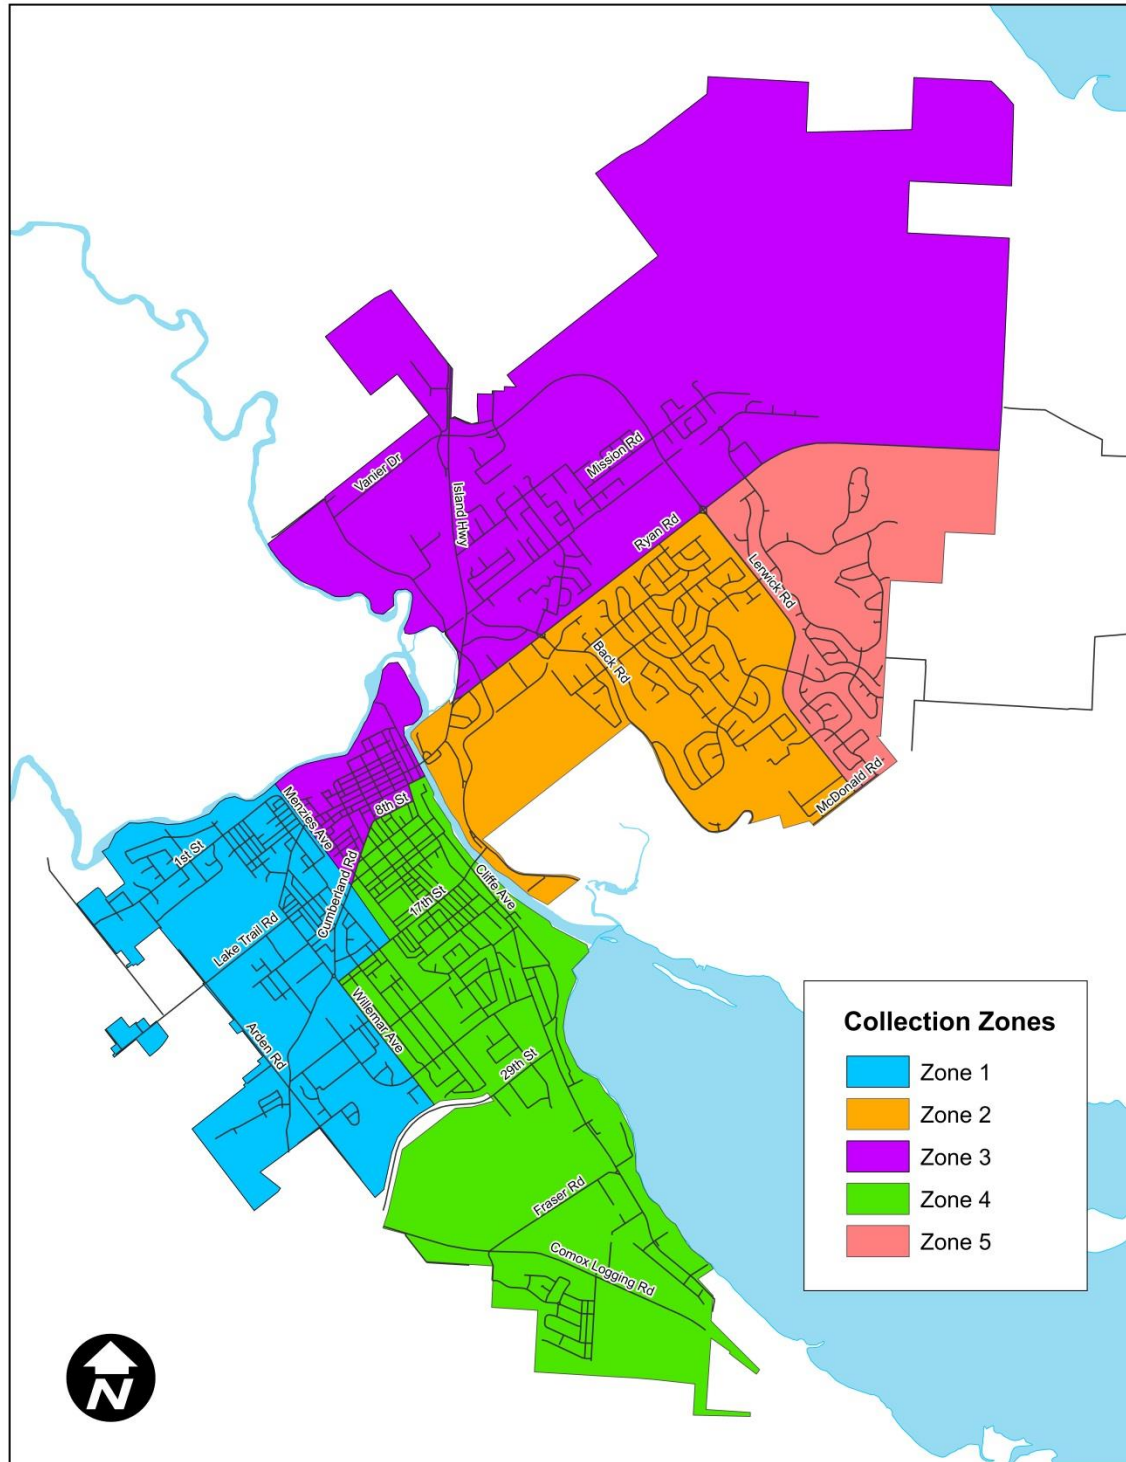 Vanier Dr
Island Hwy
Mission Rd
Ryan Rd
Lerwick Rd
Back Rd
McDonald Rd
Menzies Ave
8th St
1st St
Cumberland Rd
Cliffe Ave
17th St
Lake Trail Rd
Willemar Ave
Arden Rd
29th St
Fraser Rd
Comox Logging Rd
Collection Zones
Zone 1
Zone 2
Zone 3
Zone 4
Zone 5
N